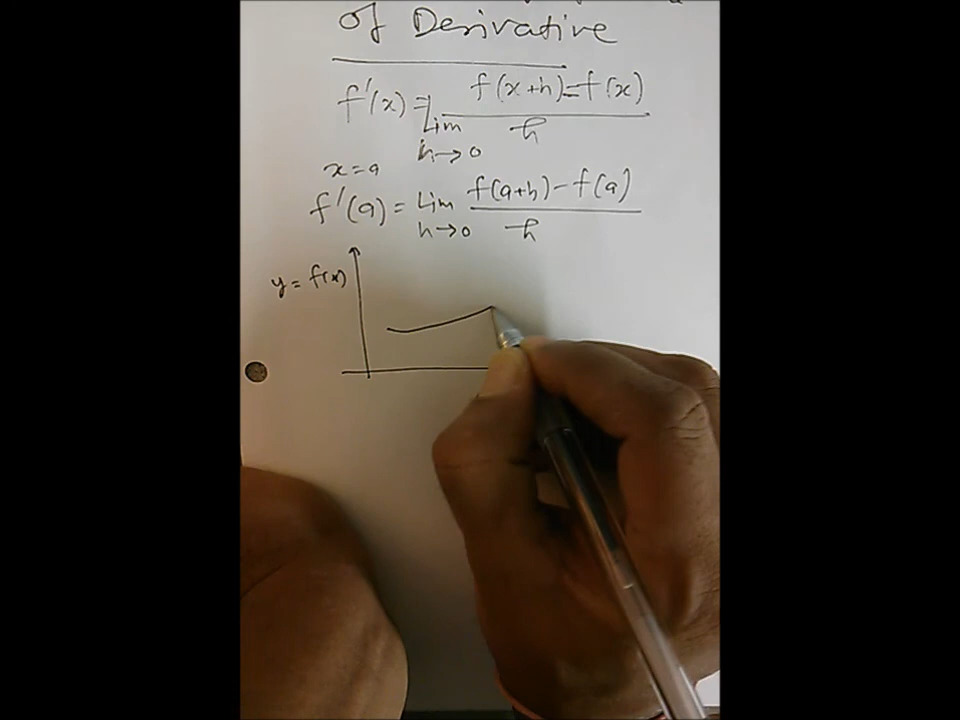 of Derivative
f'(x) = Lim h→0 f(x+h)=f(x) / h
x=a
f'(a) = Lim h→0 f(a+h)-f(a) / h
y = f(x)